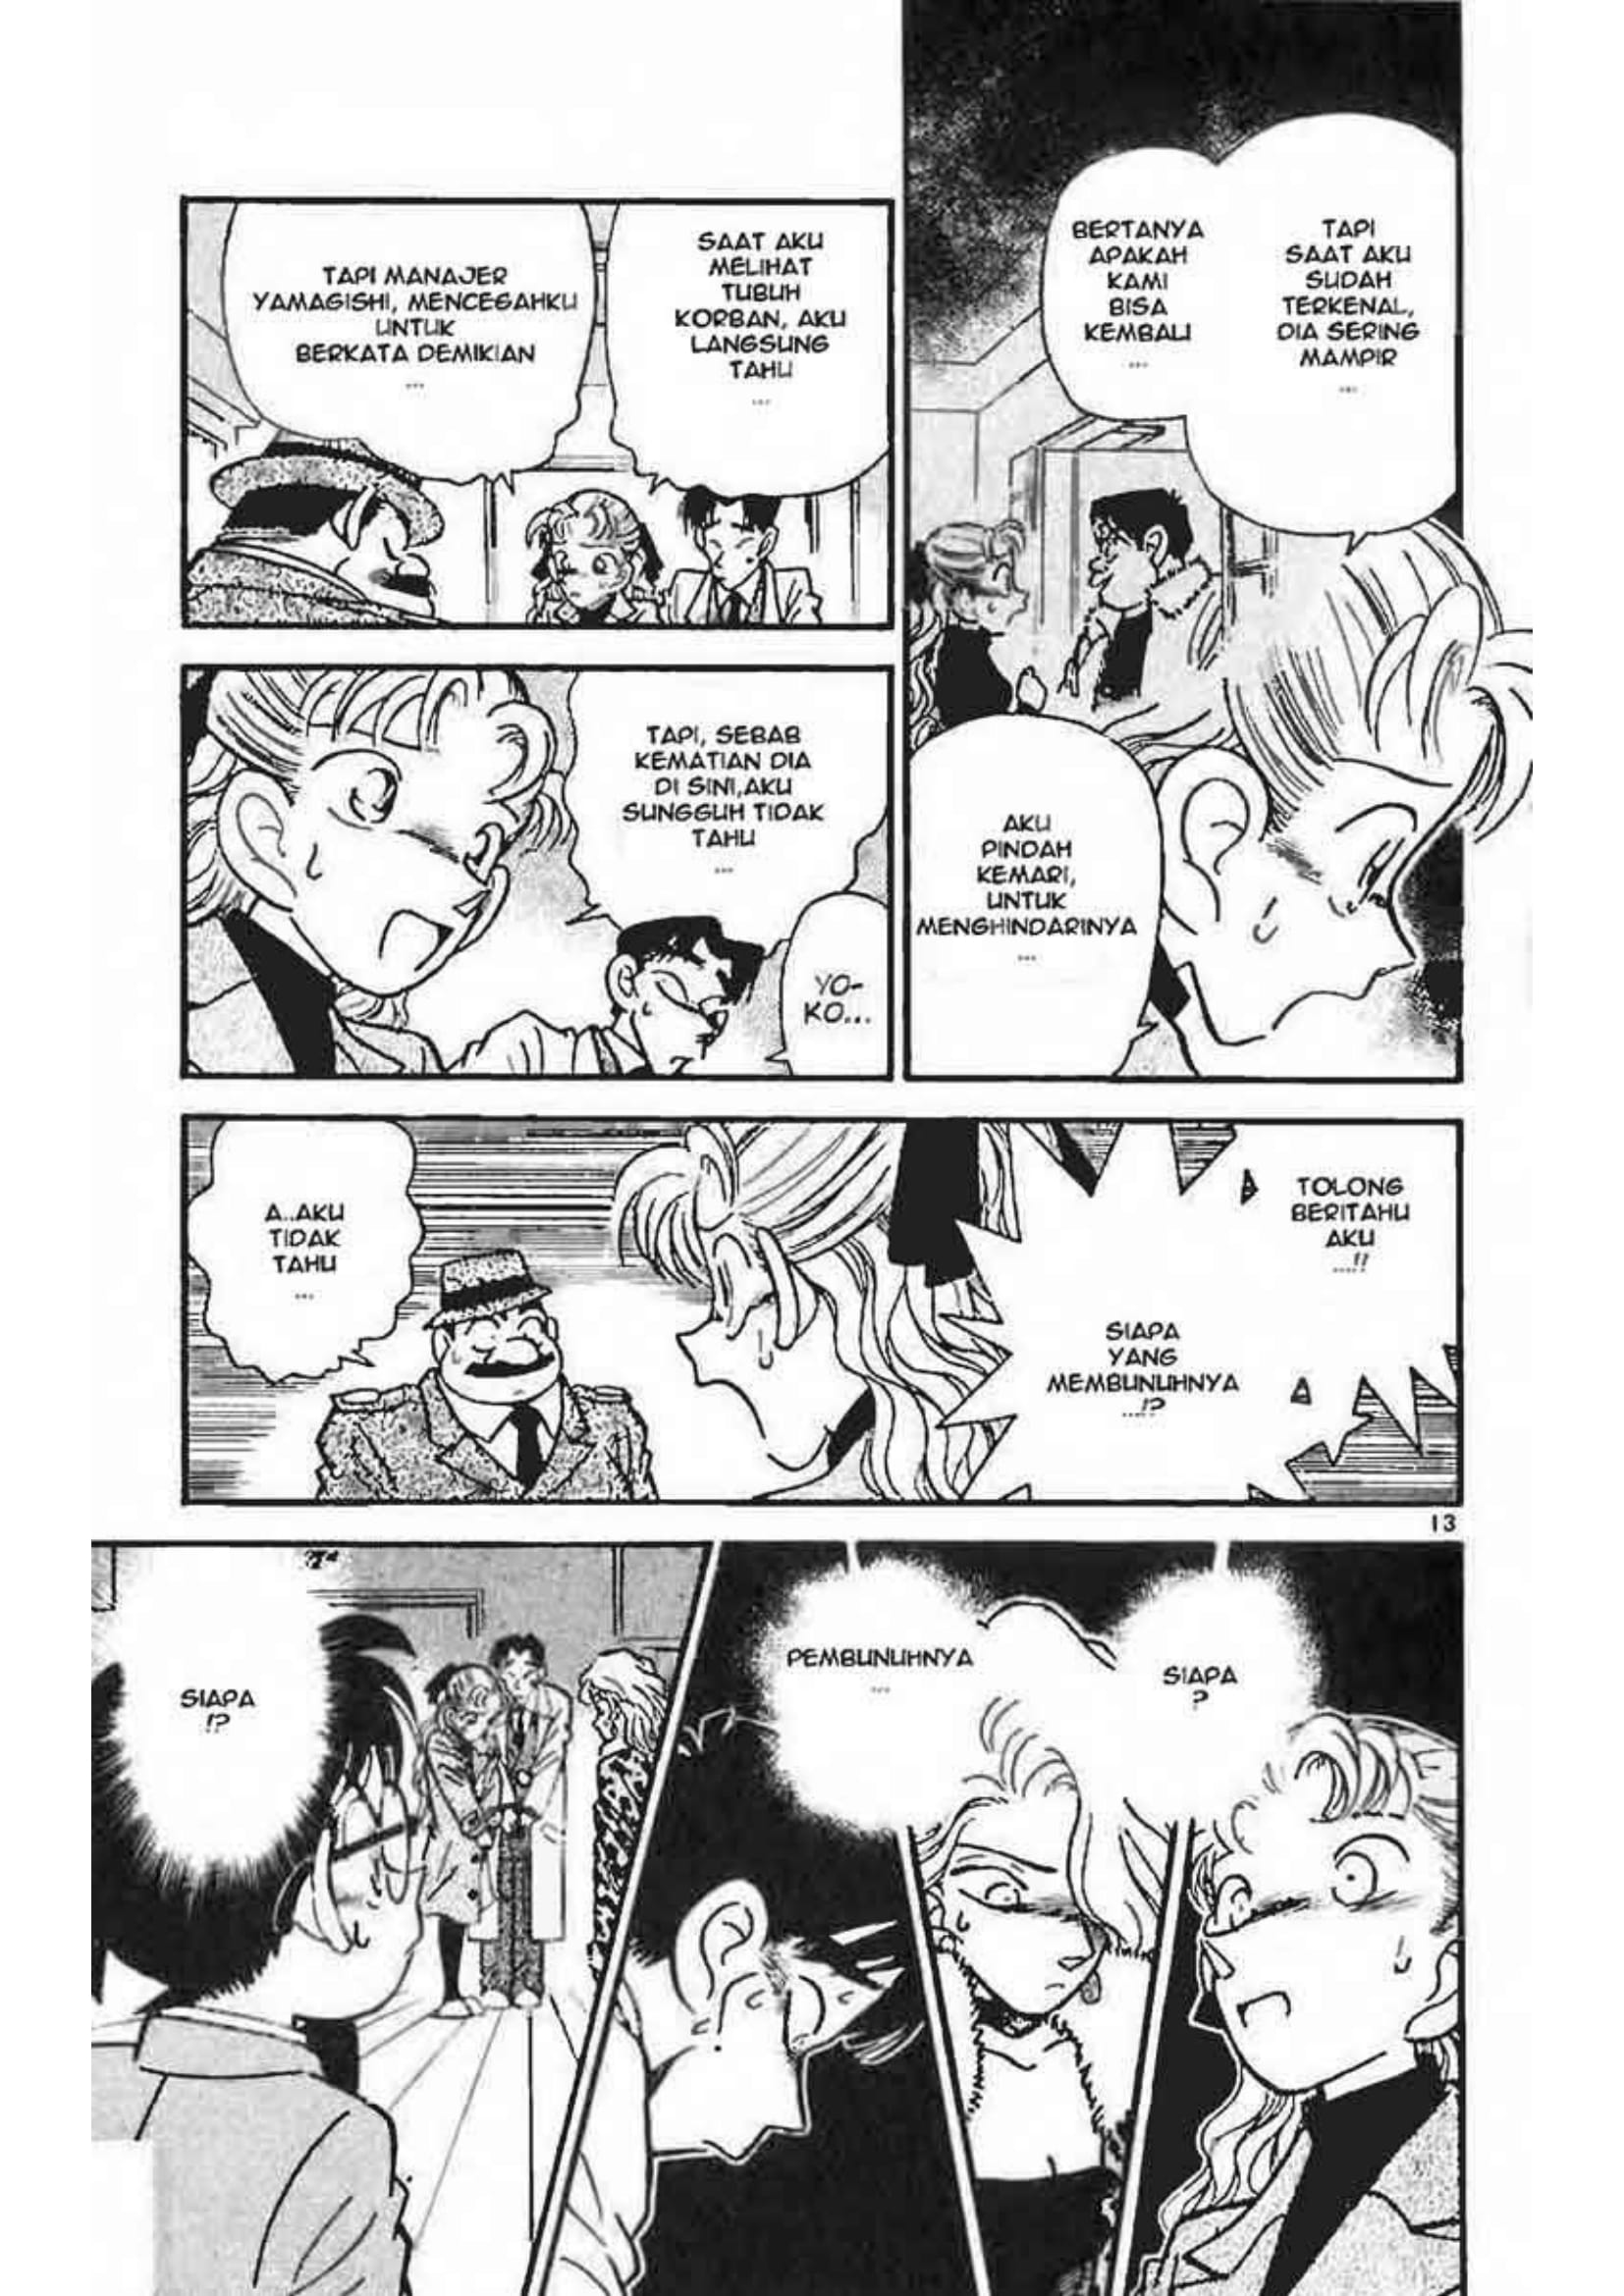 TAPI
SAAT AKU
SUDAH
TERKENAL,
DIA SERING
MAMPIR
...
BERTANYA
APAKAH
KAMI
BISA
KEMBALI
...
AKU
PINDAH
KEMARI,
UNTUK
MENGHINDARINYA
...
SAAT AKU
MELIHAT
TUBUH
KORBAN, AKU
LANGSUNG
TAHU
...
TAPI MANAJER
YAMAGISHI, MENCEGAHKU
UNTUK
BERKATA DEMIKIAN
...
TAPI, SEBAB
KEMATIAN DIA
DI SINI,AKU
SUNGGUH TIDAK
TAHU
...
YO-
KO...
TOLONG
BERITAHU
AKU
....!?
SIAPA
YANG
MEMBUNUHNYA
....!?
A..AKU
TIDAK
TAHU
...
13
SIAPA
?
PEMBUNUHNYA
...
SIAPA
!?